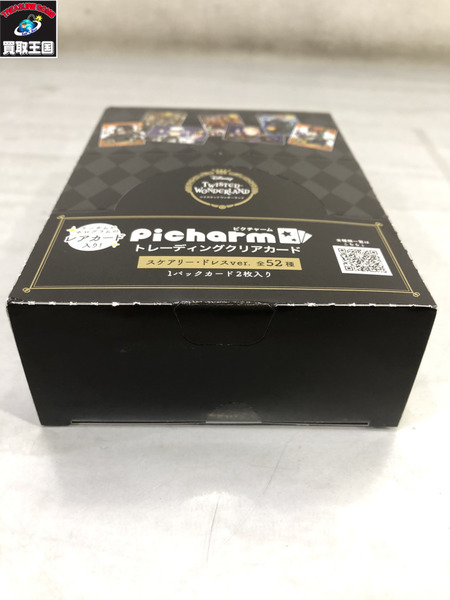 TREASURE KING
買取王国
Disney
TWISTED-WONDERLAND
レアカード
入り!
ピクチャーム
Picharm
トレーディングクリアカード
スケアリー・ドレスver. 全52種
1パックカード2枚入り